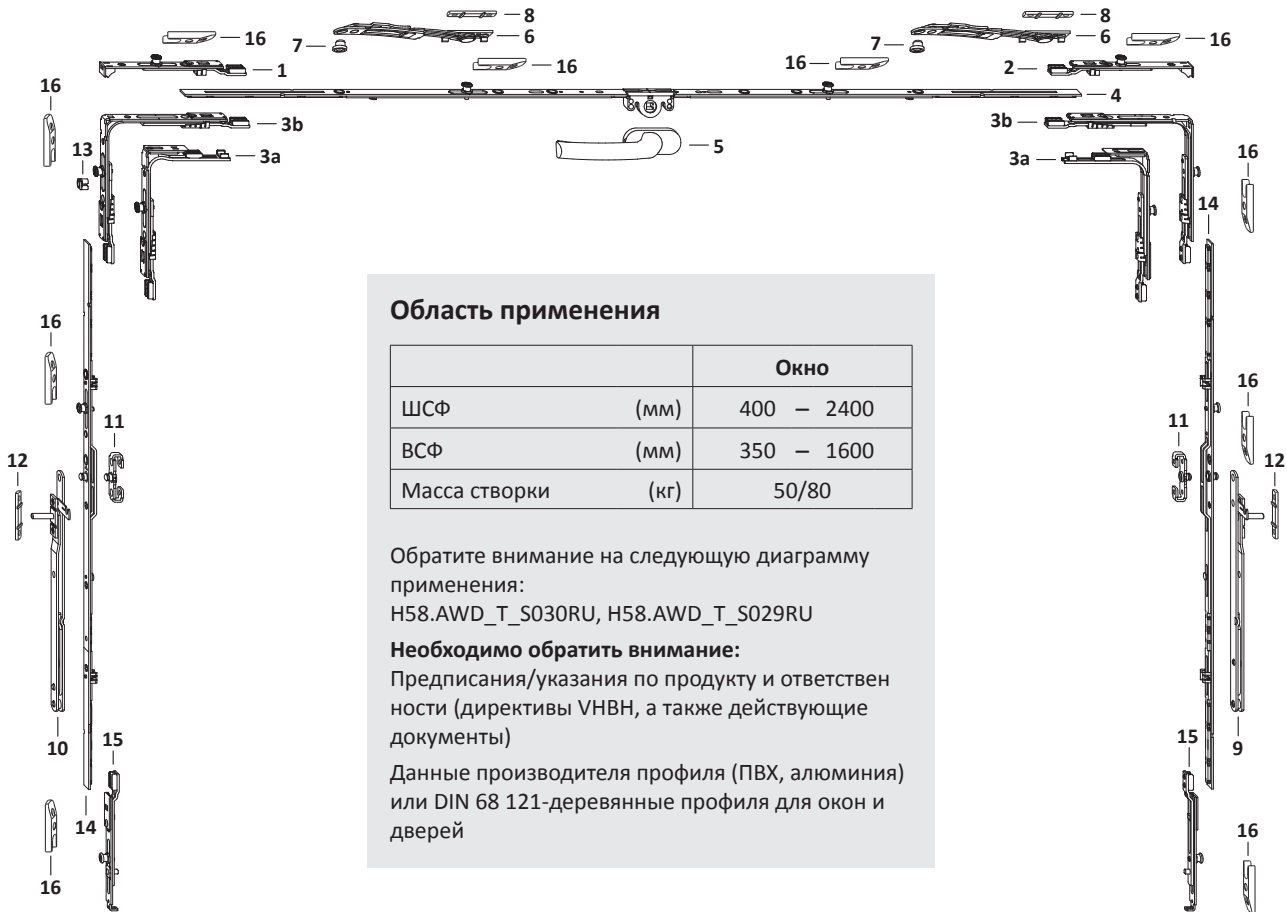 8 8
16 7 6 7 6 16
1 16 16 2
16 4
3b 3b
13 5 16
3a 3a
14
Область применения
16
Окно
ШСФ (мм) 400 – 2400
16
ВСФ (мм) 350 – 1600
11 11
12 12
Масса створки (кг) 50/80
Обратите внимание на следующую диаграмму
применения:
H58.AWD_T_S030RU, H58.AWD_T_S029RU
Необходимо обратить внимание:
Предписания/указания по продукту и ответствен
ности (директивы VHBH, а также действующие
документы)
10 15 15 9
Данные производителя профиля (ПВХ, алюминия)
или DIN 68 121-деревянные профиля для окон и
дверей
14
16 16